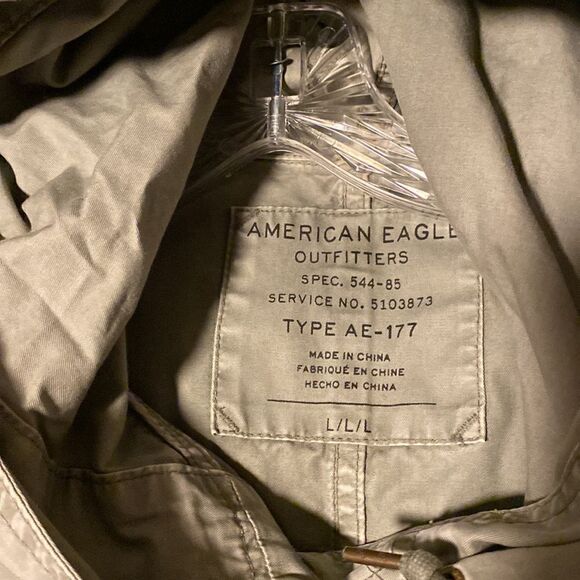 AMERICAN EAGLE
OUTFITTERS
SPEC. 544-85
SERVICE NO. 5103873
TYPE AE-177
MADE IN CHINA
FABRIQUÉ EN CHINE
HECHO EN CHINA
L/L/L